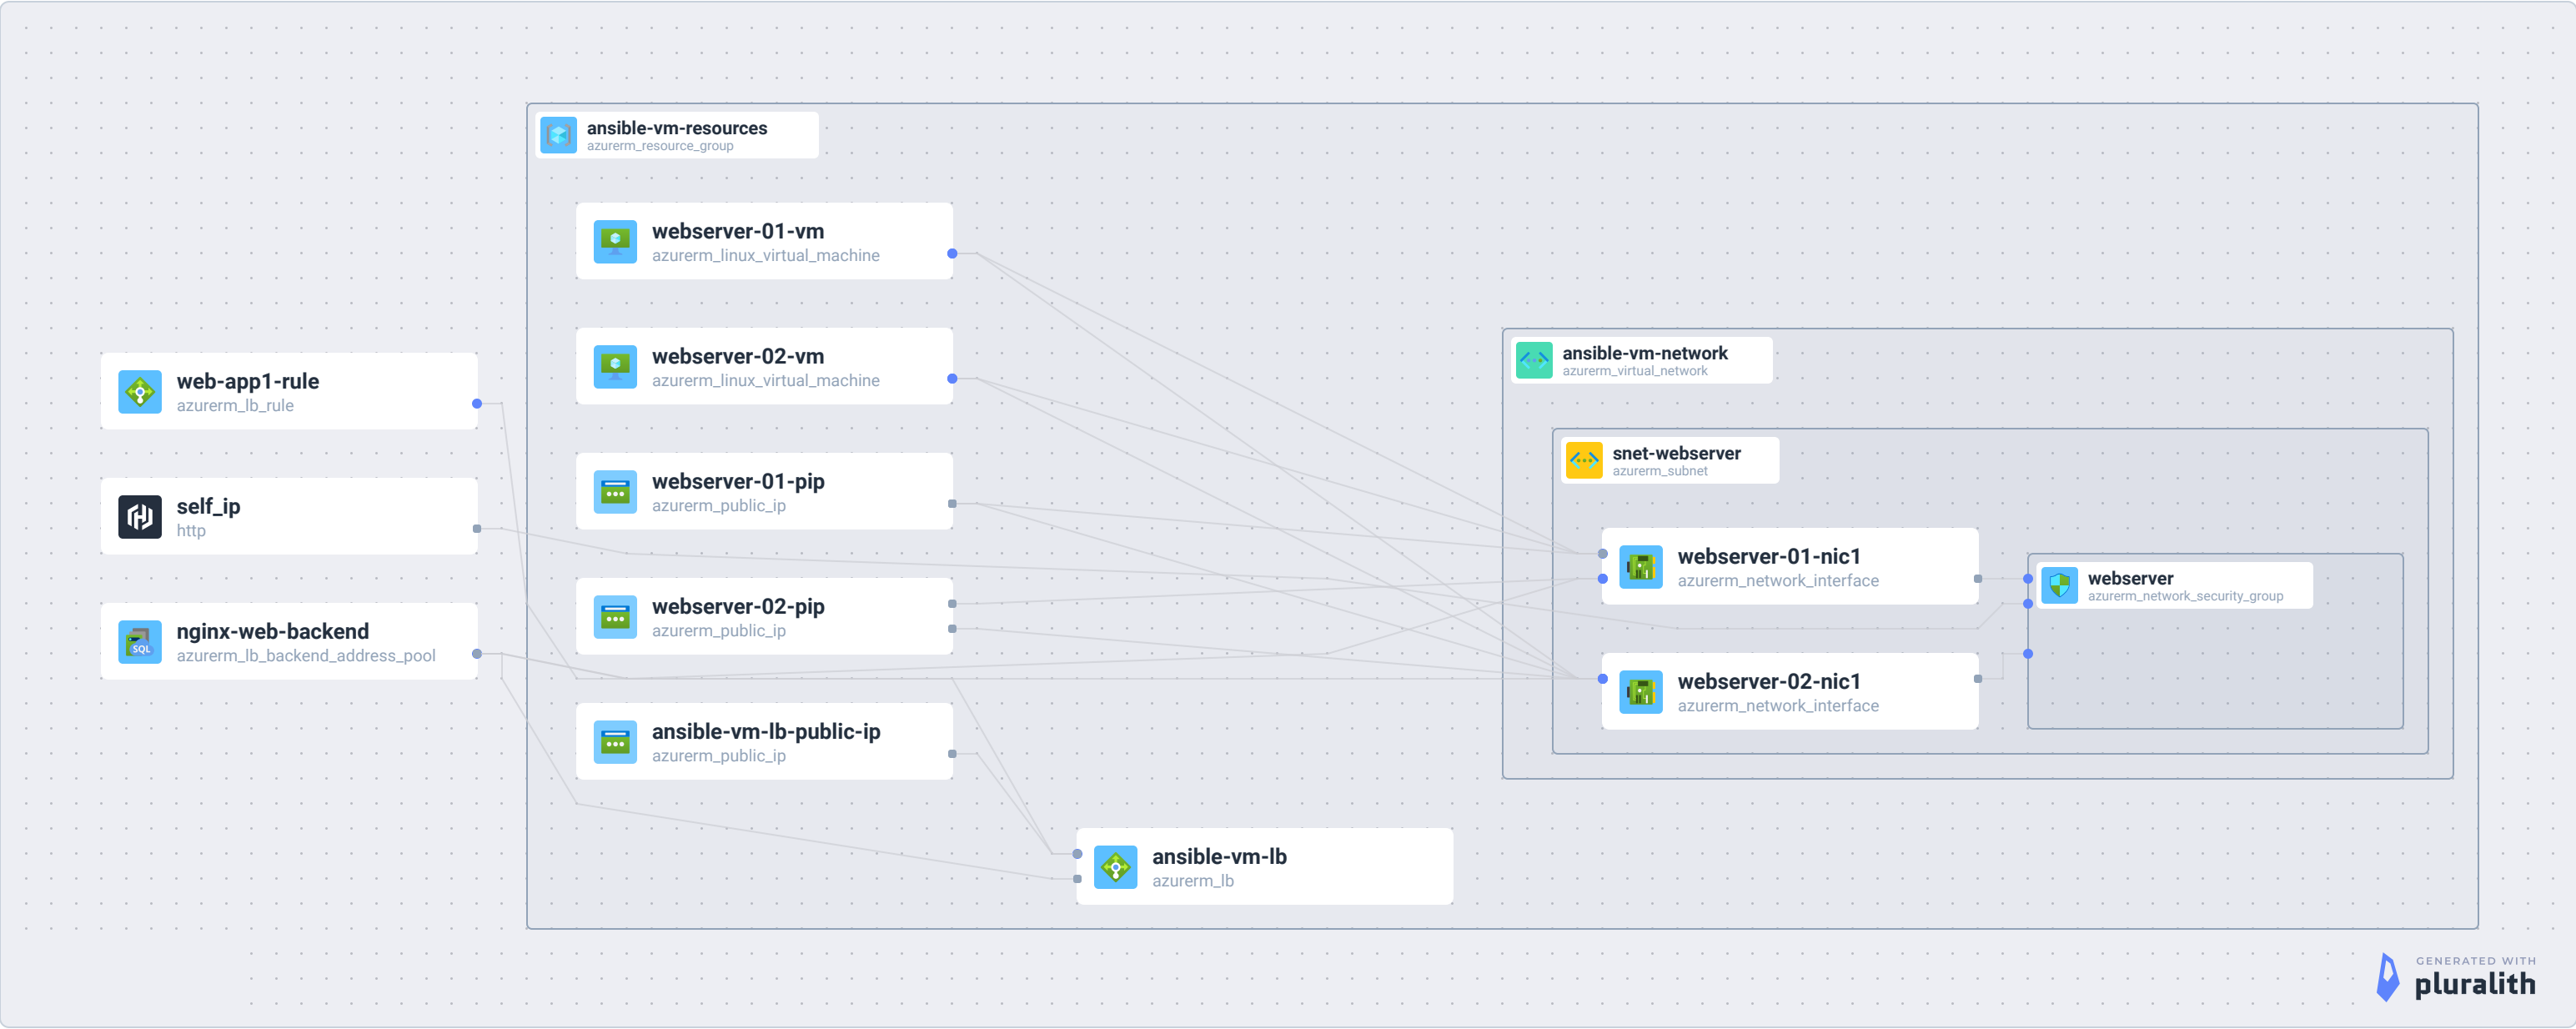 ansible-vm-resources
azurerm_resource_group
webserver-01-vm
azurerm_linux_virtual_machine
webserver-02-vm
azurerm_linux_virtual_machine
ansible-vm-network
azurerm_virtual_network
web-app1-rule
azurerm_lb_rule
snet-webserver
azurerm_subnet
webserver-01-pip
azurerm_public_ip
self_ip
http
webserver-01-nic1
azurerm_network_interface
webserver
azurerm_network_security_group
webserver-02-pip
azurerm_public_ip
nginx-web-backend
azurerm_lb_backend_address_pool
SQL
webserver-02-nic1
azurerm_network_interface
ansible-vm-lb-public-ip
azurerm_public_ip
ansible-vm-lb
azurerm_lb
GENERATED WITH
pluralith